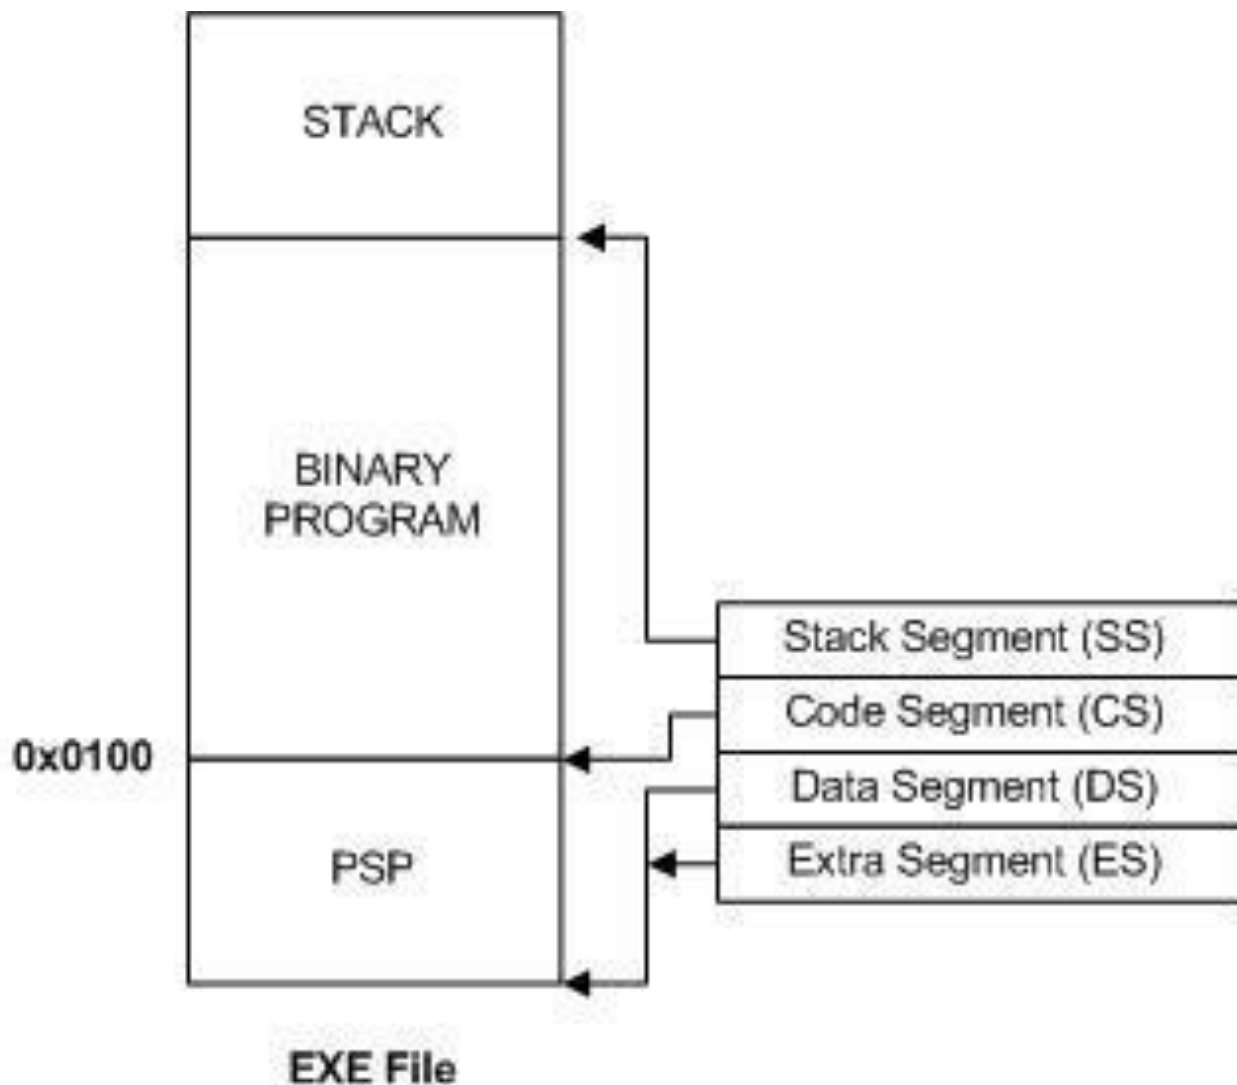 STACK
BINARY
PROGRAM
Stack Segment (SS)
Code Segment (CS)
0x0100
Data Segment (DS)
PSP
Extra Segment (ES)
EXE File